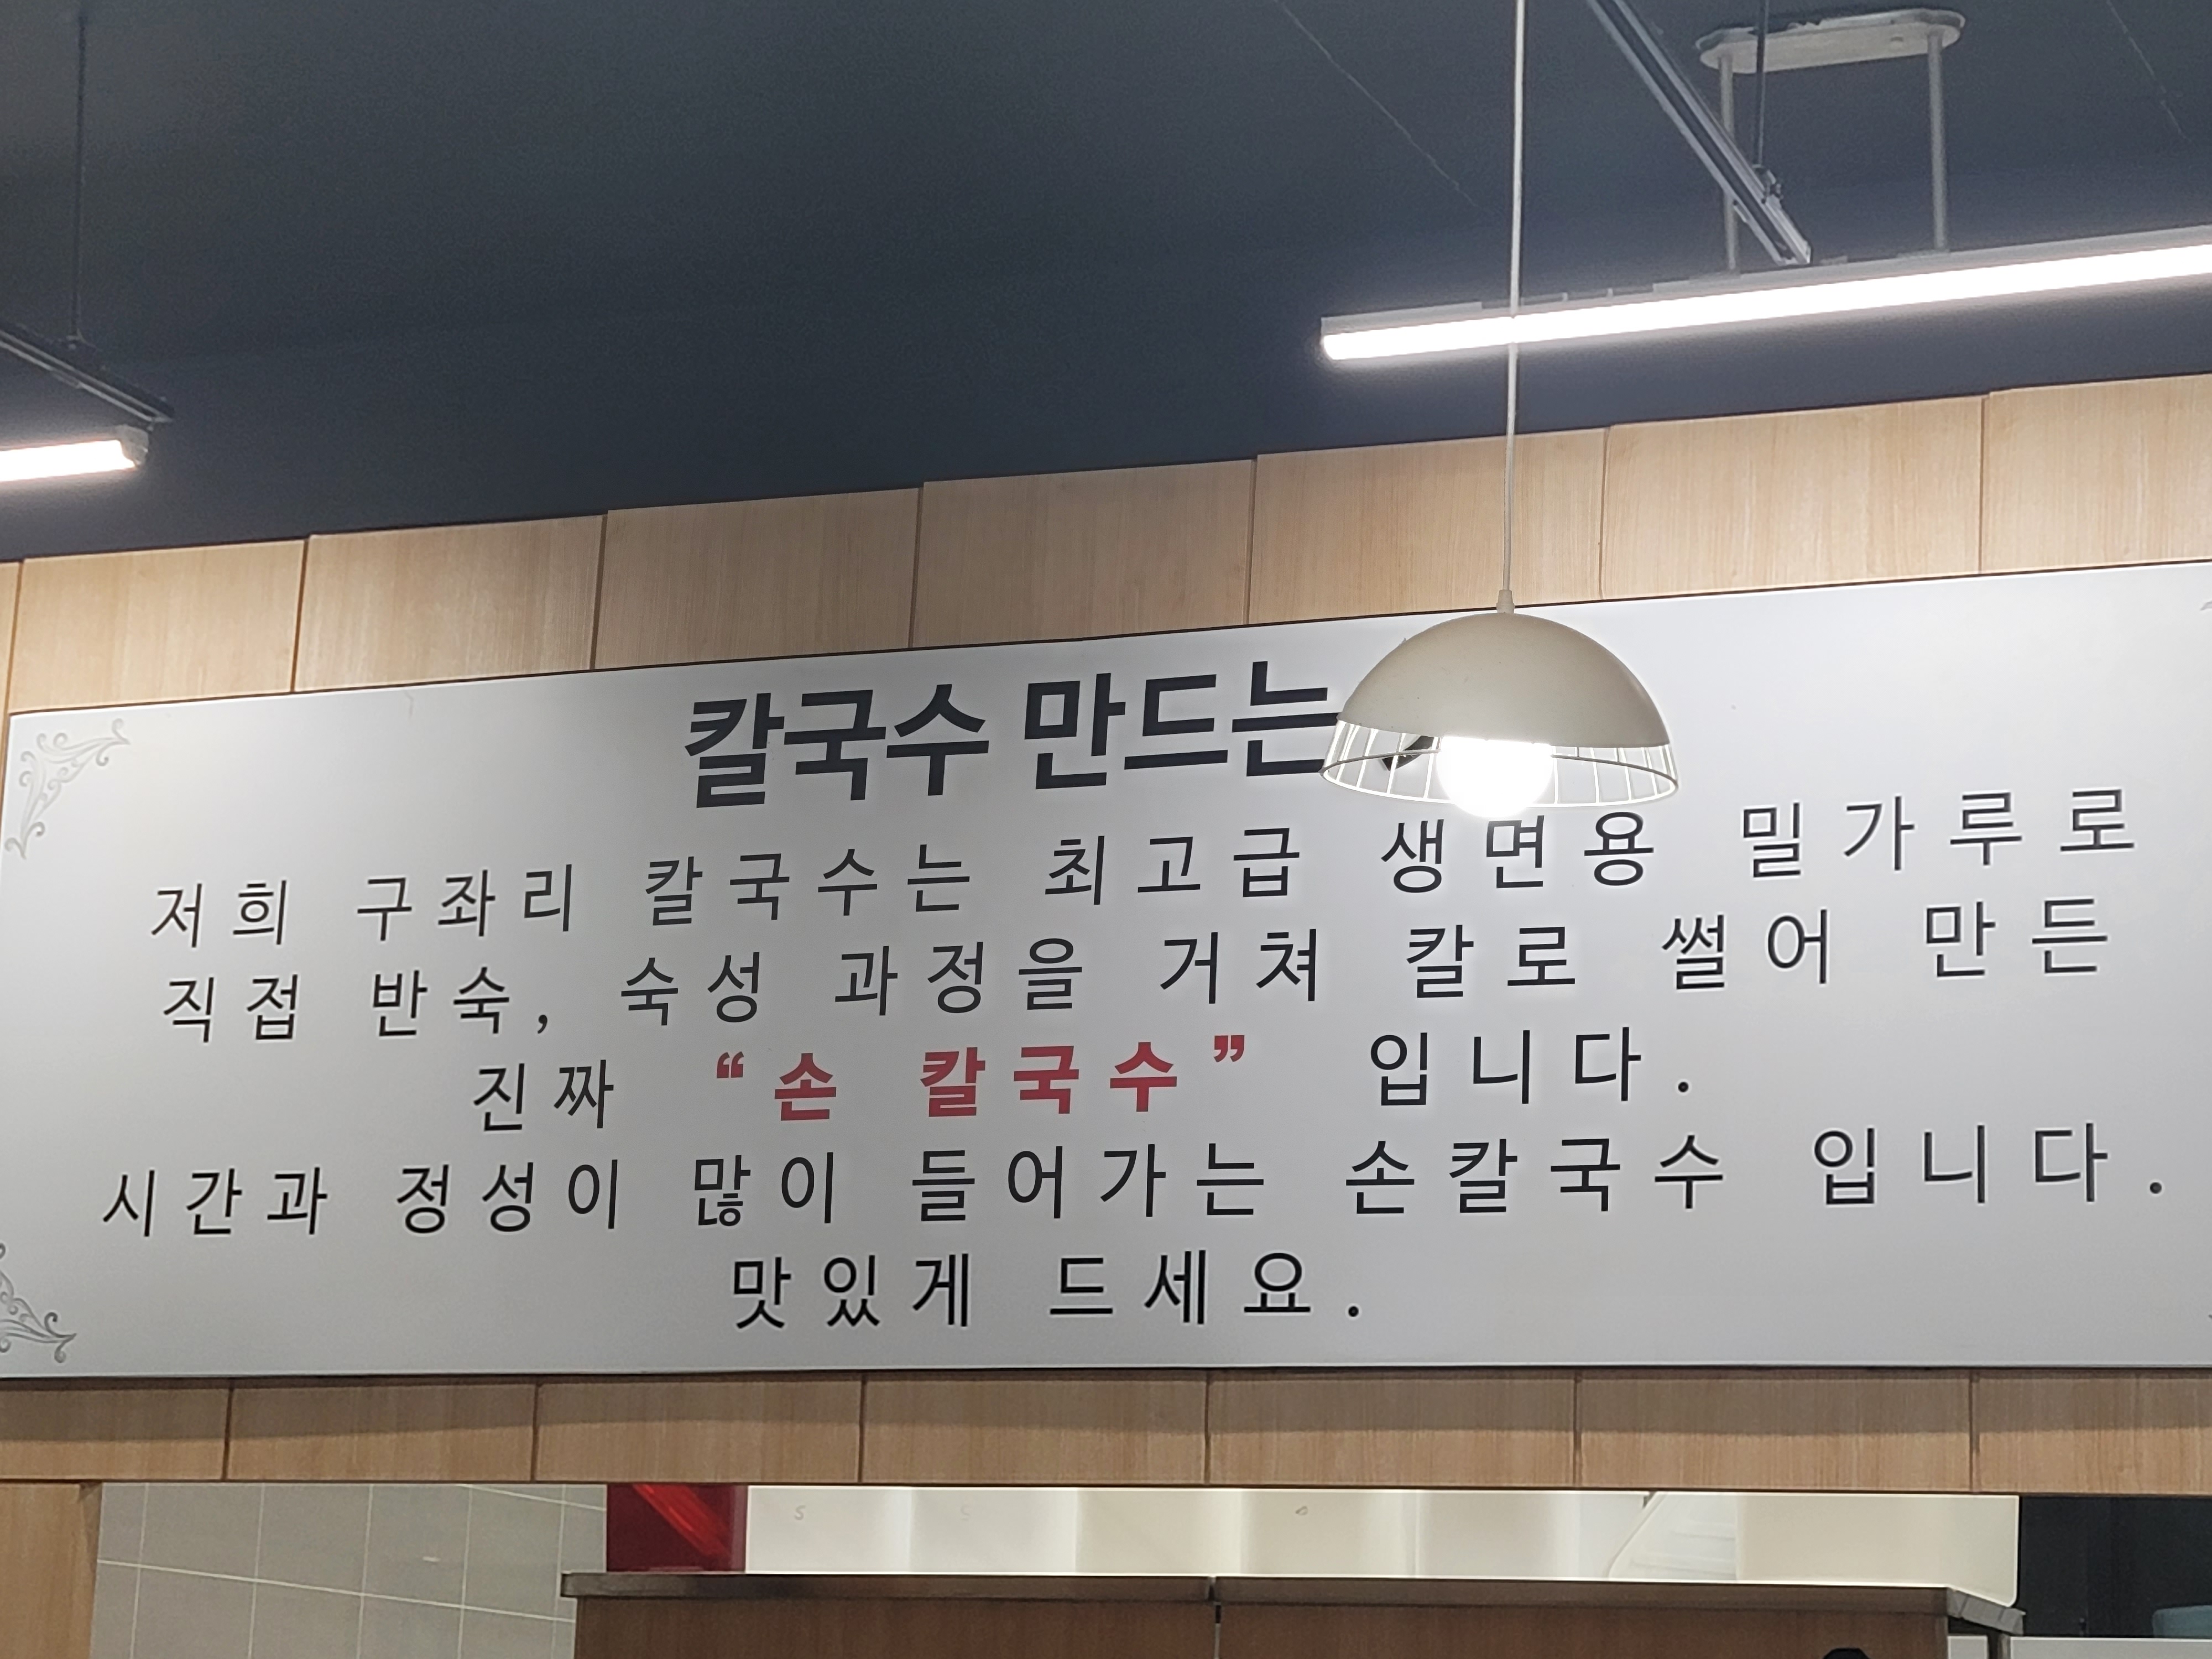 칼국수 만드는
저희 구좌리 칼국수는 최고급 생면용 밀가루로
직접 반숙, 숙성 과정을 거쳐 칼로 썰어 만든
진짜 “손 칼국수” 입니다.
시간과 정성이 많이 들어가는 손칼국수 입니다.
맛있게 드세요.